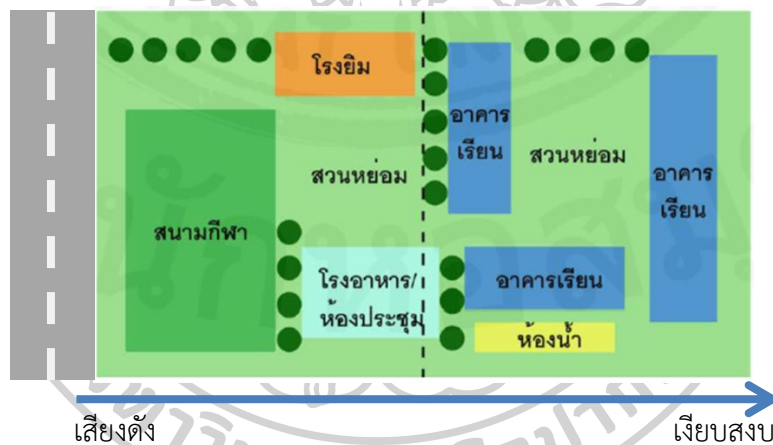 โรงยิม
อาคาร
เรียน
สวนหย่อม
สวนหย่อม
อาคาร
เรียน
สนามกีฬา
โรงอาหาร/
ห้องประชุม
อาคารเรียน
ห้องน้ำ
เสียงดัง
เงียบสงบ